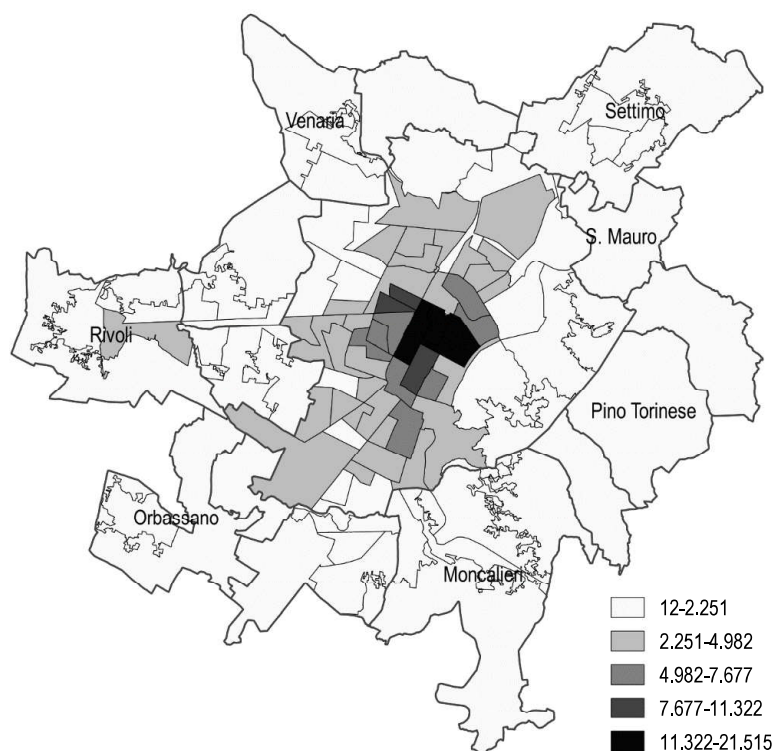 Venaria
Settimo
S. Mauro
Rivoli
Pino Torinese
Orbassano
Moncalieri
12-2.251
2.251-4.982
4.982-7.677
7.677-11.322
11.322-21.515